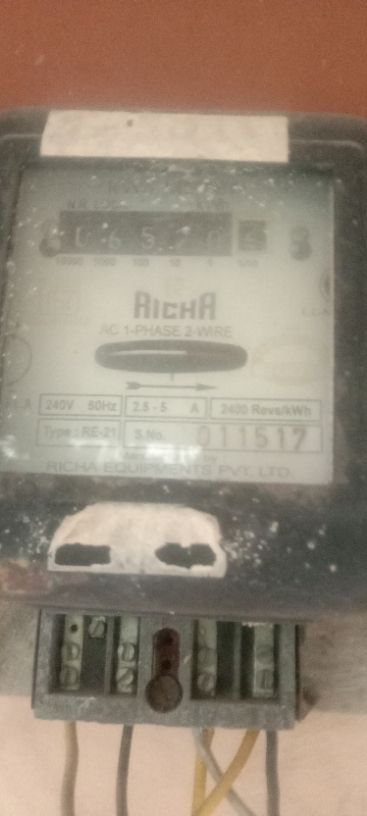 0 6 5 7 0
10000 1000 100 10 1 1/10
RICHA
AC 1-PHASE 2-WIRE
240V 50Hz 2.5 - 5 A 2400 Revs/kWh
Type : RE-21 S.No. 011517
by
RICHA EQUIPMENTS PVT. LTD.